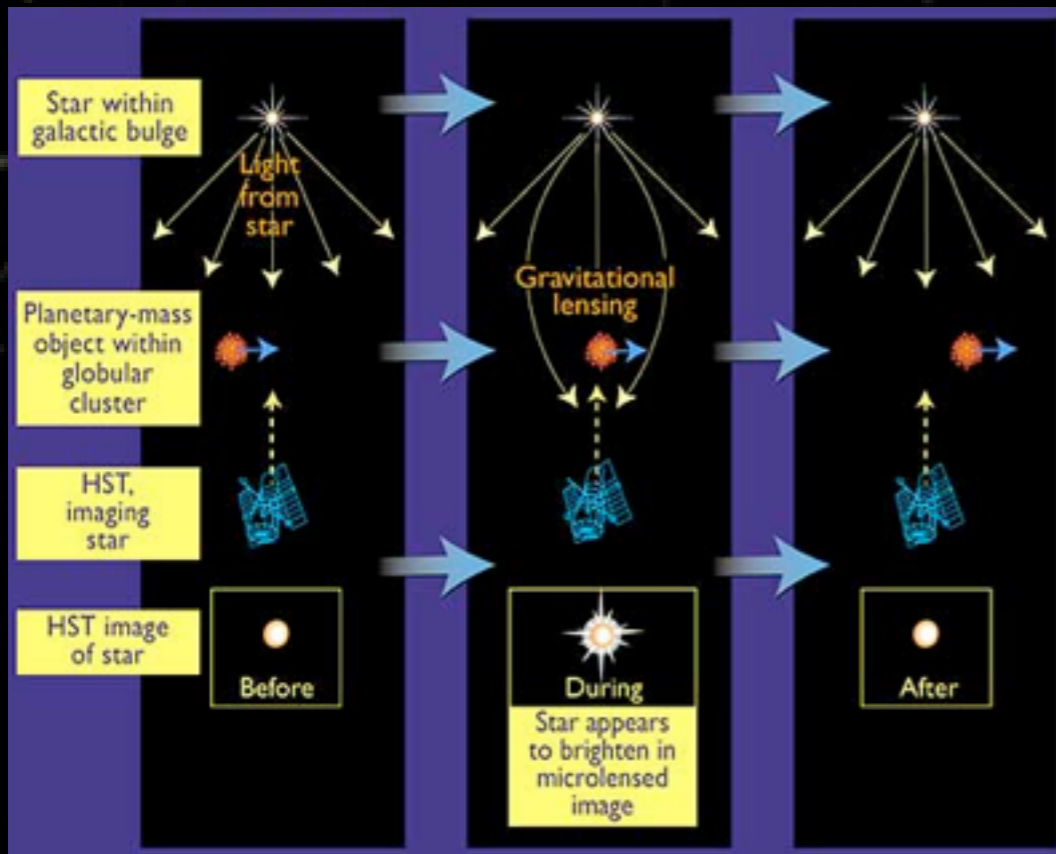 Star within
galactic bulge
Light
from
star
Gravitational
lensing
Planetary-mass
object within
globular
cluster
HST,
imaging
star
HST image
of star
Before
During
After
Star appears
to brighten in
microlensed
image